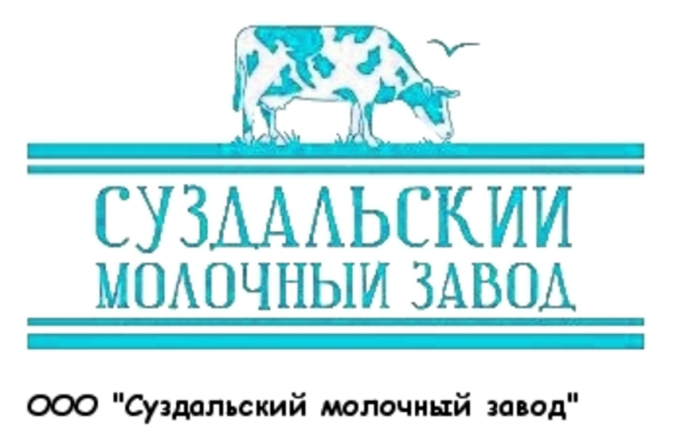 СУЗДАЛЬСКИЙ
МОЛОЧНЫЙ ЗАВОД
ООО "Суздальский молочный завод"